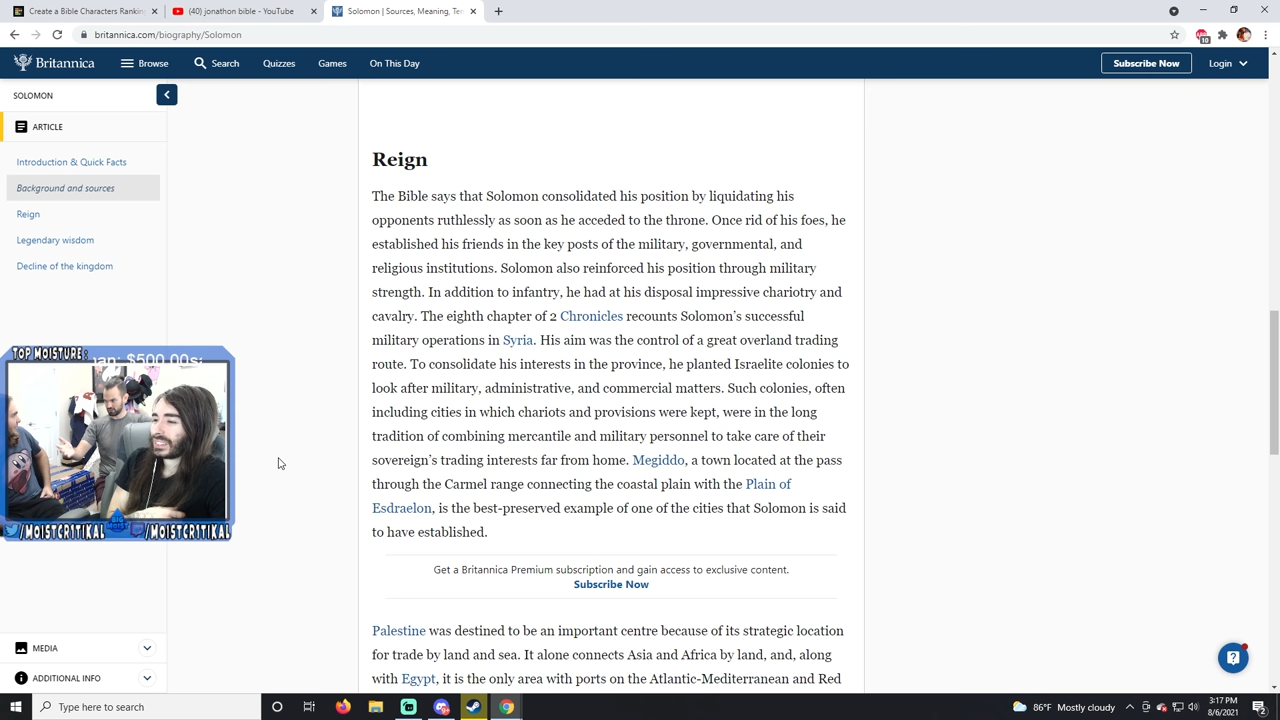 Create a Bible Characters Rankin
(40) jonathon bible - YouTube
Solomon | Sources, Meaning, Te
britannica.com/biography/Solomon
10
Britannica
Browse
Search
Quizzes
Games
On This Day
Subscribe Now
Login
SOLOMON
ARTICLE
Introduction & Quick Facts
Background and sources
Reign
Legendary wisdom
Decline of the kingdom
Reign
The Bible says that Solomon consolidated his position by liquidating his
opponents ruthlessly as soon as he acceded to the throne. Once rid of his foes, he
established his friends in the key posts of the military, governmental, and
religious institutions. Solomon also reinforced his position through military
strength. In addition to infantry, he had at his disposal impressive chariotry and
cavalry. The eighth chapter of 2 Chronicles recounts Solomon's successful
military operations in Syria. His aim was the control of a great overland trading
route. To consolidate his interests in the province, he planted Israelite colonies to
look after military, administrative, and commercial matters. Such colonies, often
including cities in which chariots and provisions were kept, were in the long
tradition of combining mercantile and military personnel to take care of their
sovereign's trading interests far from home. Megiddo, a town located at the pass
through the Carmel range connecting the coastal plain with the Plain of
Esdraelon, is the best-preserved example of one of the cities that Solomon is said
to have established.
Get a Britannica Premium subscription and gain access to exclusive content.
Subscribe Now
Palestine was destined to be an important centre because of its strategic location
for trade by land and sea. It alone connects Asia and Africa by land, and, along
with Egypt, it is the only area with ports on the Atlantic-Mediterranean and Red
TOP MOISTURE:
an: $500.00
BIG
MOIST
/MOISTCR1TIKAL
/MOISTCR1TIKAL
MEDIA
ADDITIONAL INFO
Type here to search
86°F Mostly cloudy
3:17 PM
8/6/2021
2